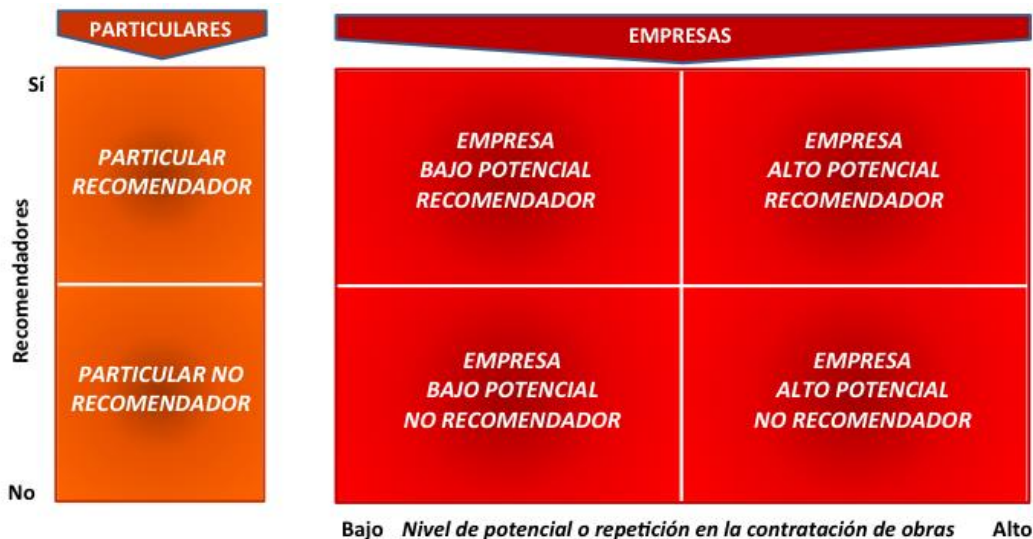 PARTICULARES
EMPRESAS
Sí
Recomendadores
No
PARTICULAR
RECOMENDADOR
PARTICULAR NO
RECOMENDADOR
EMPRESA
BAJO POTENCIAL
RECOMENDADOR
EMPRESA
ALTO POTENCIAL
RECOMENDADOR
EMPRESA
BAJO POTENCIAL
NO RECOMENDADOR
EMPRESA
ALTO POTENCIAL
NO RECOMENDADOR
Bajo Nivel de potencial o repetición en la contratación de obras Alto